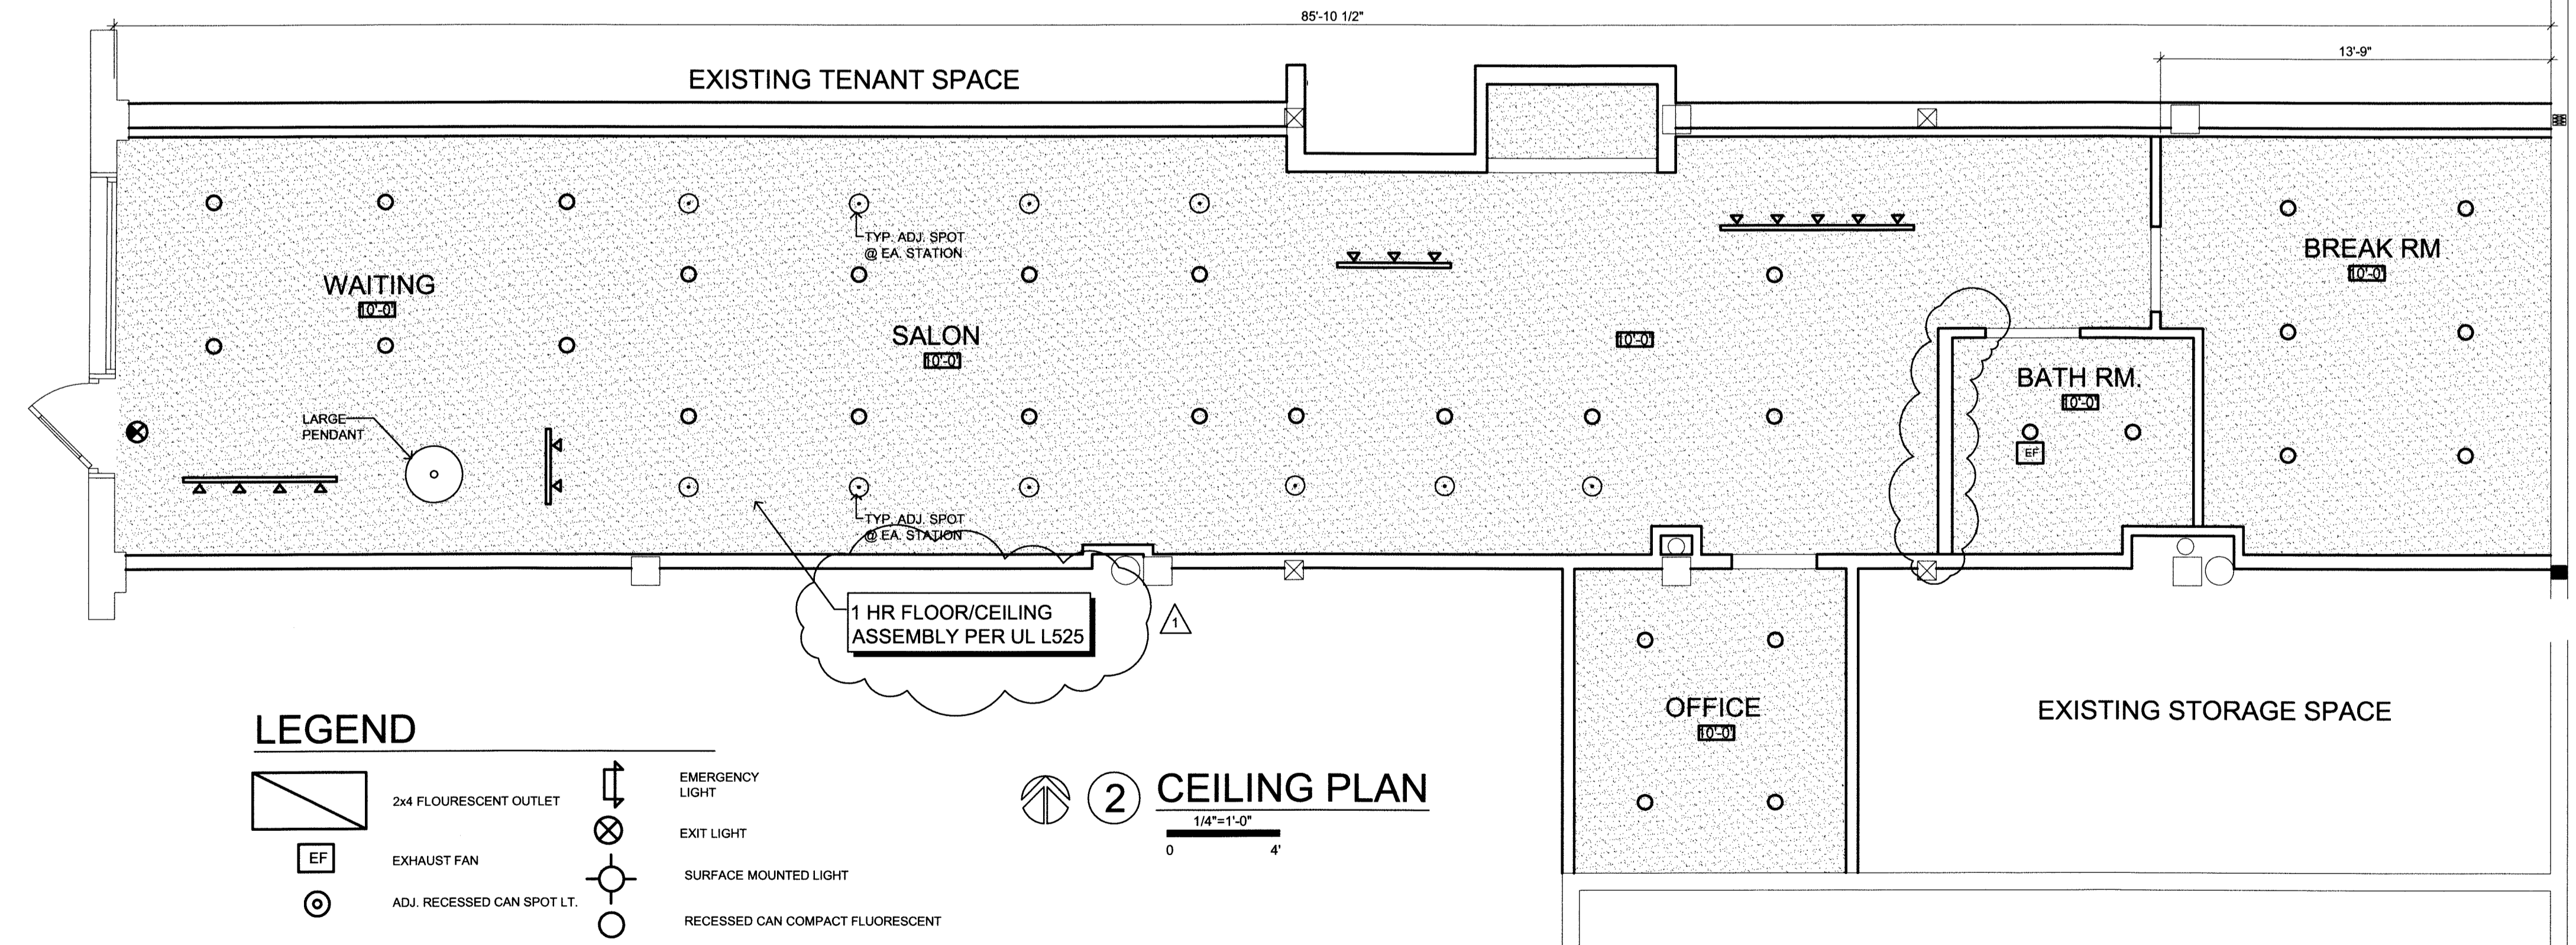 85'-10 1/2"
13'-9"
EXISTING TENANT SPACE
TYP. ADJ. SPOT
@ EA. STATION
WAITING
10'-0"
SALON
10'-0"
10'-0"
BREAK RM
10'-0"
BATH RM.
10'-0"
EF
LARGE
PENDANT
TYP. ADJ. SPOT
@ EA. STATION
1 HR FLOOR/CEILING
ASSEMBLY PER UL L525
1
OFFICE
10'-0"
EXISTING STORAGE SPACE
LEGEND
2x4 FLOURESCENT OUTLET
EF
EXHAUST FAN
ADJ. RECESSED CAN SPOT LT.
EMERGENCY
LIGHT
EXIT LIGHT
SURFACE MOUNTED LIGHT
RECESSED CAN COMPACT FLUORESCENT
2
CEILING PLAN
1/4"=1'-0"
0 4'